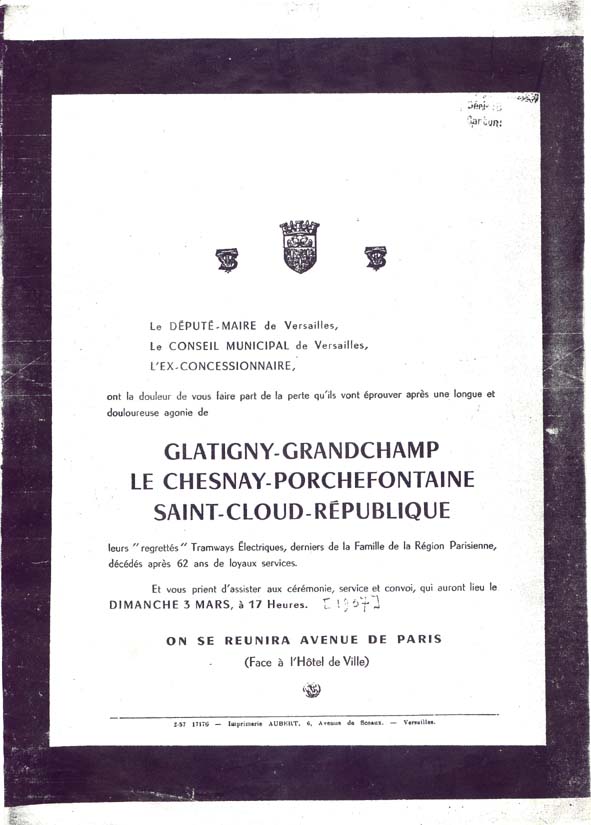 Le DÉPUTÉ-MAIRE de Versailles,
Le CONSEIL MUNICIPAL de Versailles,
L'EX-CONCESSIONNAIRE,
ont la douleur de vous faire part de la perte qu'ils vont éprouver après une longue et
douloureuse agonie de
GLATIGNY-GRANDCHAMP
LE CHESNAY-PORCHEFONTAINE
SAINT-CLOUD-RÉPUBLIQUE
leurs "regrettés" Tramways Électriques, derniers de la Famille de la Région Parisienne,
décédés après 62 ans de loyaux services.
Et vous prient d'assister aux cérémonie, service et convoi, qui auront lieu le
DIMANCHE 3 MARS, à 17 Heures. [1957]
ON SE REUNIRA AVENUE DE PARIS
(Face à l'Hôtel de Ville)
2-57 17176 — Imprimerie AUBERT, 6, Avenue de Sceaux. — Versailles.